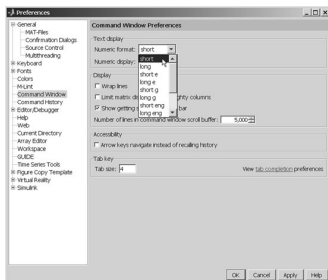 Preferences
General
MAT-Files
Confirmation Dialogs
Source Control
Multithreading
Keyboard
Fonts
Colors
M-Lint
Command Window
Command History
Editor/Debugger
Help
Web
Current Directory
Array Editor
Workspace
GUIDE
Time Series Tools
Figure Copy Template
Virtual Reality
Simulink
Command Window Preferences
Text display
Numeric format: short
Numeric display:
short
long
short e
long e
short g
long g
short eng
long eng
Display
Wrap lines
Limit matrix di ghty columns
Show getting s bar
Number of lines in command window scroll buffer: 5,000
Accessibility
Arrow keys navigate instead of recalling history
Tab key
Tab size: 4 View tab completion preferences
OK Cancel Apply Help